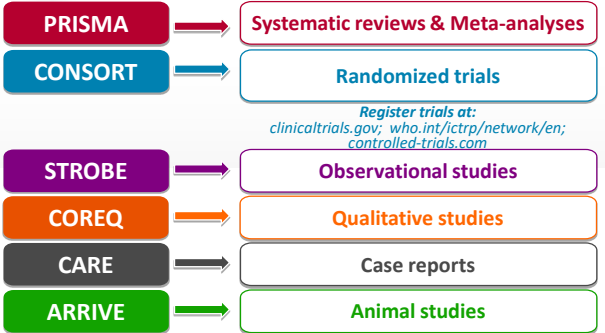 PRISMA
Systematic reviews & Meta-analyses
CONSORT
Randomized trials
Register trials at:
clinicaltrials.gov; who.int/ictrp/network/en;
controlled-trials.com
STROBE
Observational studies
COREQ
Qualitative studies
CARE
Case reports
ARRIVE
Animal studies